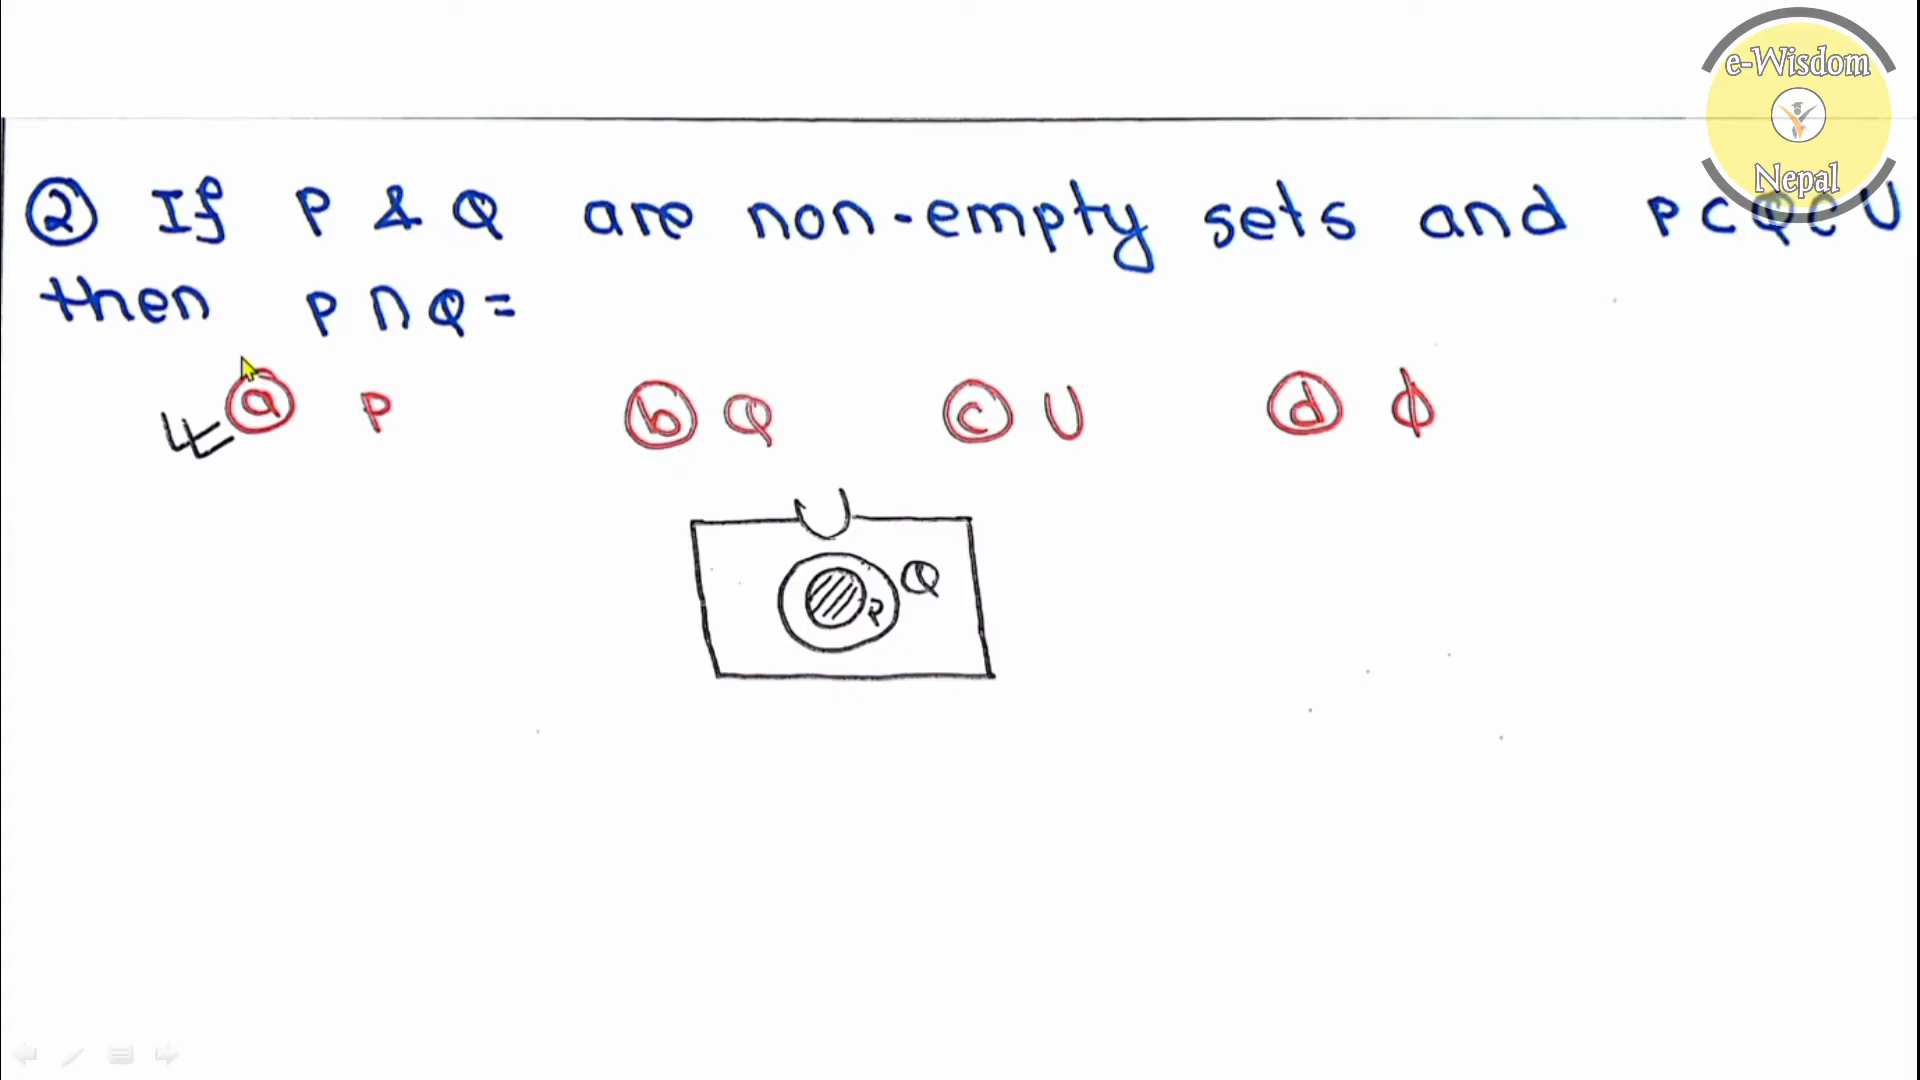 e-Wisdom
Nepal
② If P & Q are non-empty sets and P⊂Q⊂U
then P∩Q=
ⓐ P ⓑ Q ⓒ U ⓓ ϕ
U
Q
P